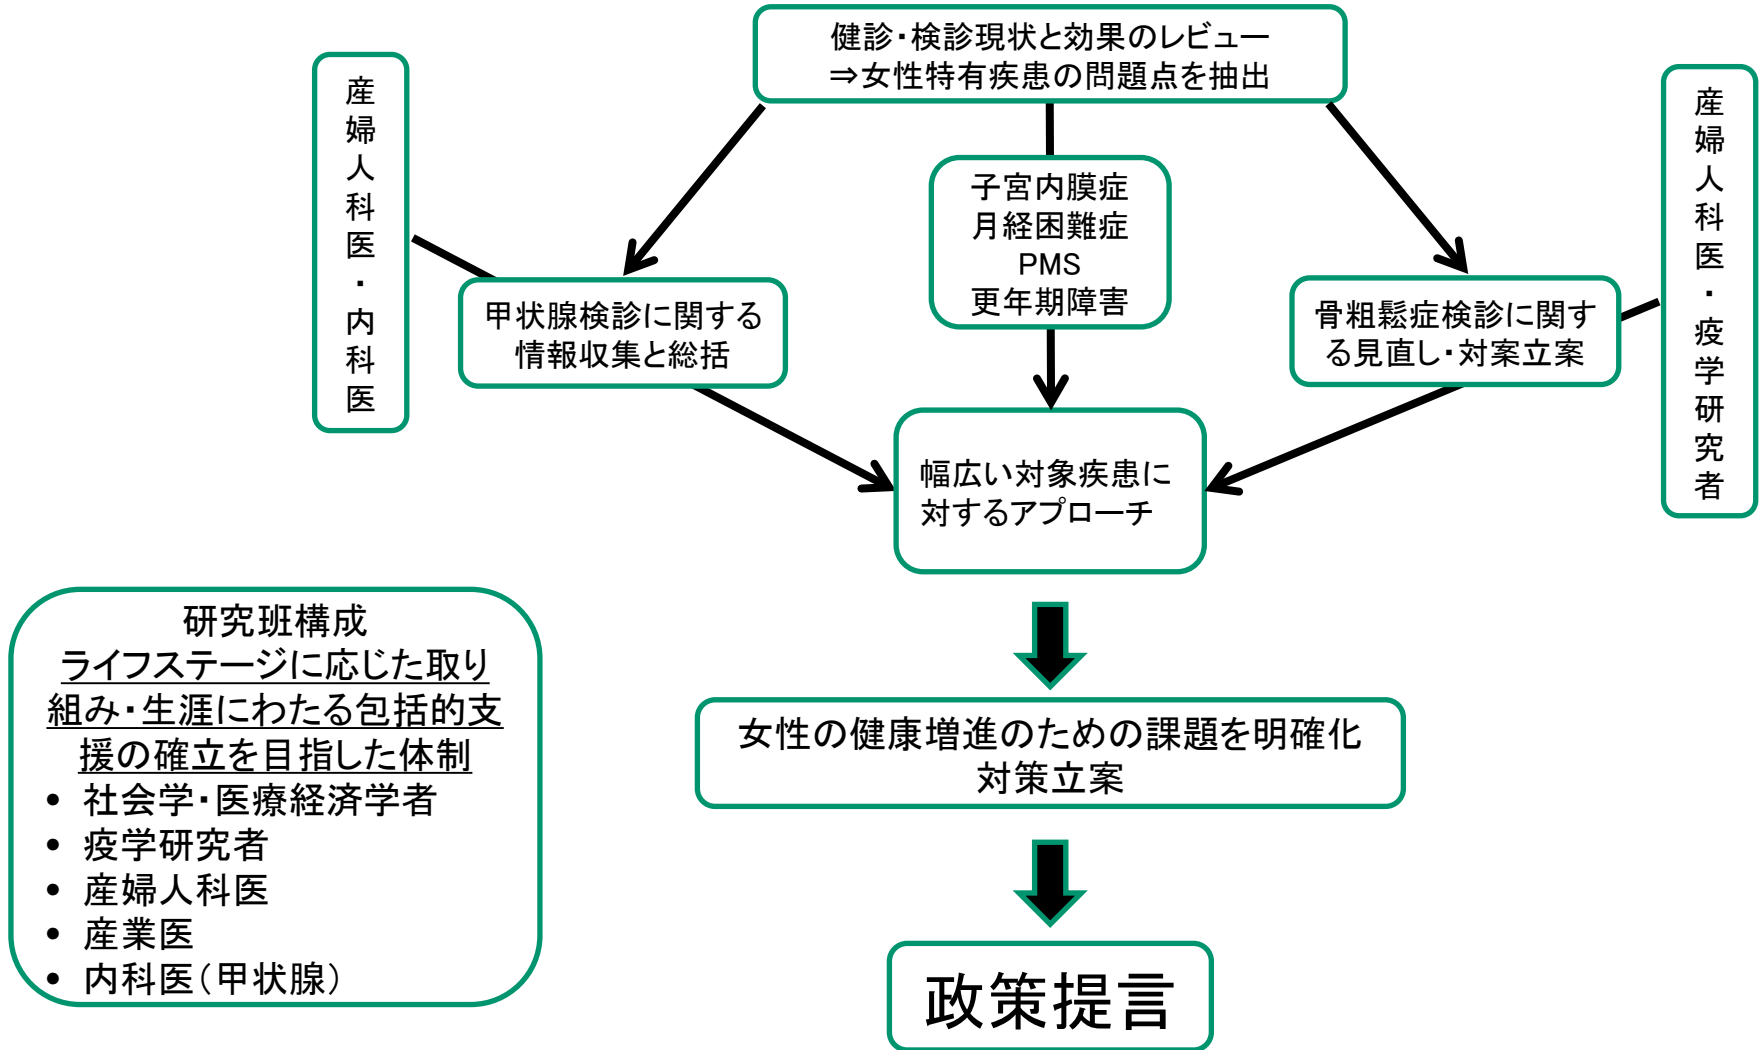 健診・検診現状と効果のレビュー
⇒女性特有疾患の問題点を抽出
産婦人科医・内科医
産婦人科医・疫学研究者
子宮内膜症
月経困難症
PMS
更年期障害
甲状腺検診に関する
情報収集と総括
骨粗鬆症検診に関す
る見直し・対案立案
幅広い対象疾患に
対するアプローチ
研究班構成
ライフステージに応じた取り
組み・生涯にわたる包括的支
援の確立を目指した体制
• 社会学・医療経済学者
• 疫学研究者
• 産婦人科医
• 産業医
• 内科医（甲状腺）
女性の健康増進のための課題を明確化
対策立案
政策提言